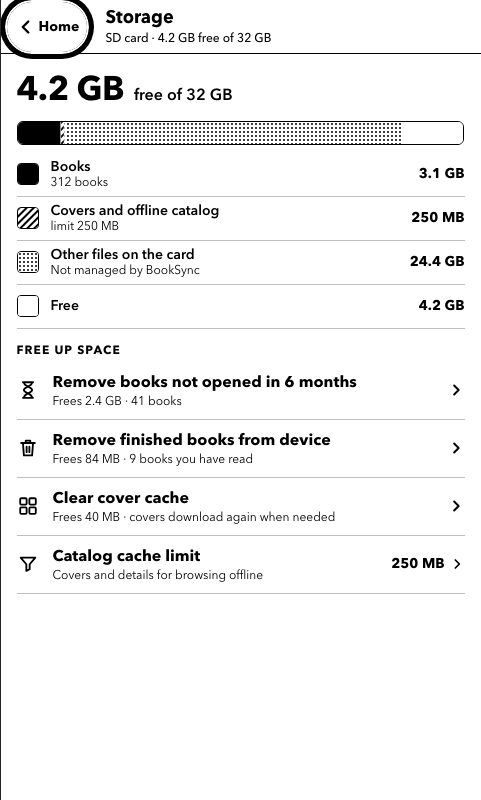 Home
Storage
SD card · 4.2 GB free of 32 GB
4.2 GB free of 32 GB
Books
312 books
3.1 GB
Covers and offline catalog
limit 250 MB
250 MB
Other files on the card
Not managed by BookSync
24.4 GB
Free
4.2 GB
FREE UP SPACE
Remove books not opened in 6 months
Frees 2.4 GB · 41 books
Remove finished books from device
Frees 84 MB · 9 books you have read
Clear cover cache
Frees 40 MB · covers download again when needed
Catalog cache limit
Covers and details for browsing offline
250 MB